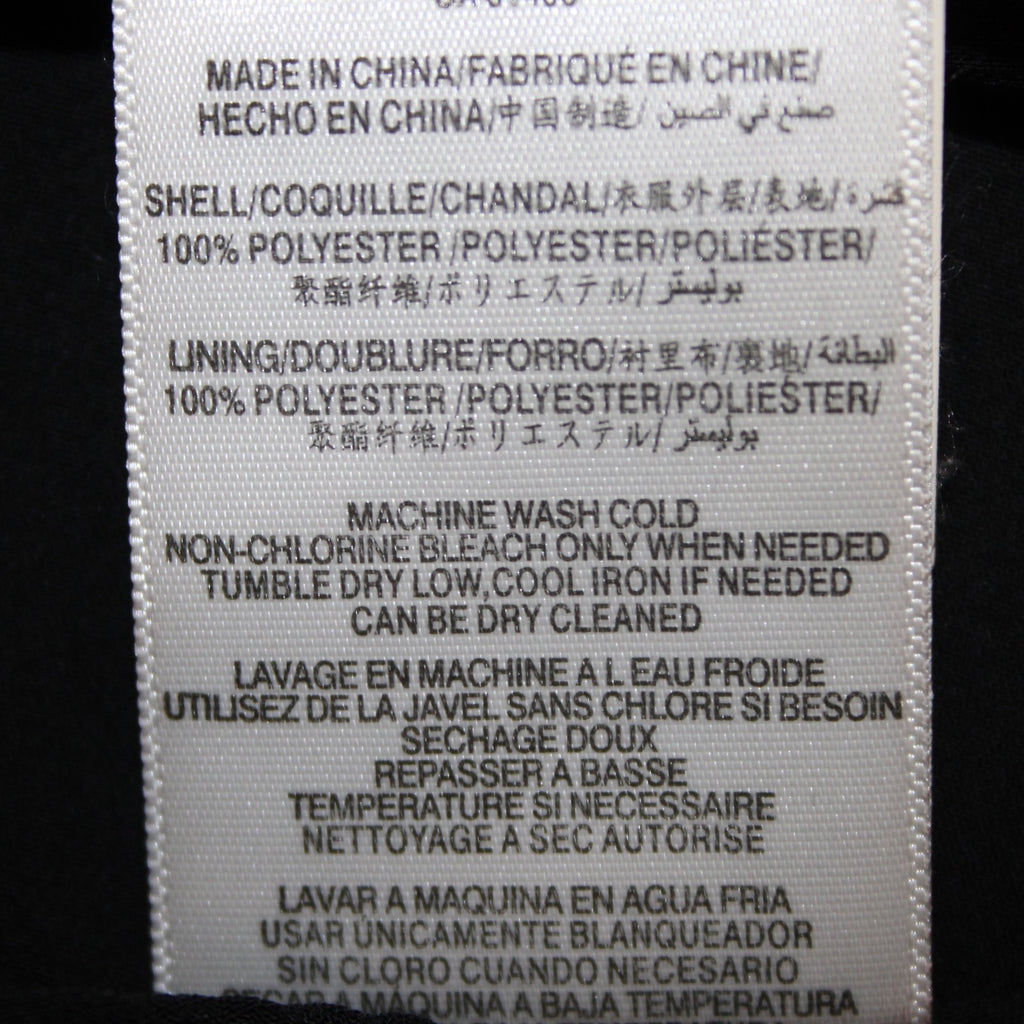 MADE IN CHINA/FABRIQUÉ EN CHINE/
HECHO EN CHINA/中国制造/ صنع في الصين
SHELL/COQUILLE/CHANDAL/衣服外层/表地/قشرة
100% POLYESTER /POLYESTER/POLIÉSTER/
聚酯纤维/ポリエステル/ بوليستر
LINING/DOUBLURE/FORRO/衬里布/裏地/البطانة
100% POLYESTER /POLYESTER/POLIESTER/
聚酯纤维/ポリエステル/ بوليستر
MACHINE WASH COLD
NON-CHLORINE BLEACH ONLY WHEN NEEDED
TUMBLE DRY LOW,COOL IRON IF NEEDED
CAN BE DRY CLEANED
LAVAGE EN MACHINE A L EAU FROIDE
UTILISEZ DE LA JAVEL SANS CHLORE SI BESOIN
SECHAGE DOUX
REPASSER A BASSE
TEMPERATURE SI NECESSAIRE
NETTOYAGE A SEC AUTORISE
LAVAR A MAQUINA EN AGUA FRIA
USAR ÚNICAMENTE BLANQUEADOR
SIN CLORO CUANDO NECESARIO
SECAR A MÁQUINA A BAJA TEMPERATURA